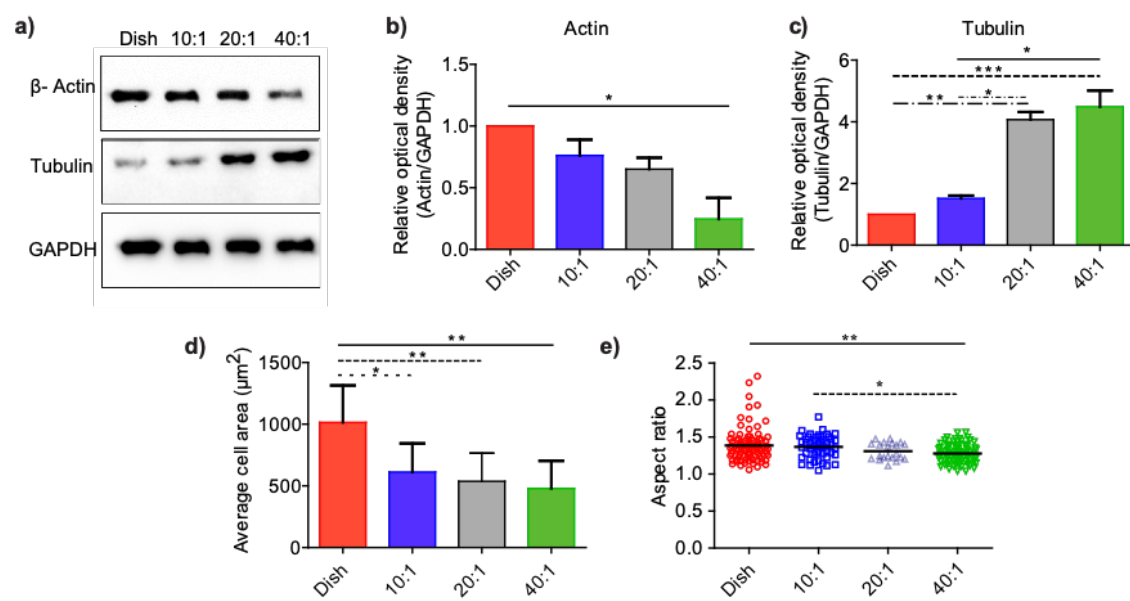 a)
Dish 10:1 20:1 40:1
β- Actin
Tubulin
GAPDH
b)
Actin
Relative optical density
(Actin/GAPDH)
1.5
1.0
0.5
0.0
*
Dish 10:1 20:1 40:1
c)
Tubulin
Relative optical density
(Tubulin/GAPDH)
6
4
2
0
*
***
*
**
Dish 10:1 20:1 40:1
d)
Average cell area (µm²)
1500
1000
500
0
**
**
*
Dish 10:1 20:1 40:1
e)
Aspect ratio
2.5
2.0
1.5
1.0
0.5
0.0
**
*
Dish 10:1 20:1 40:1